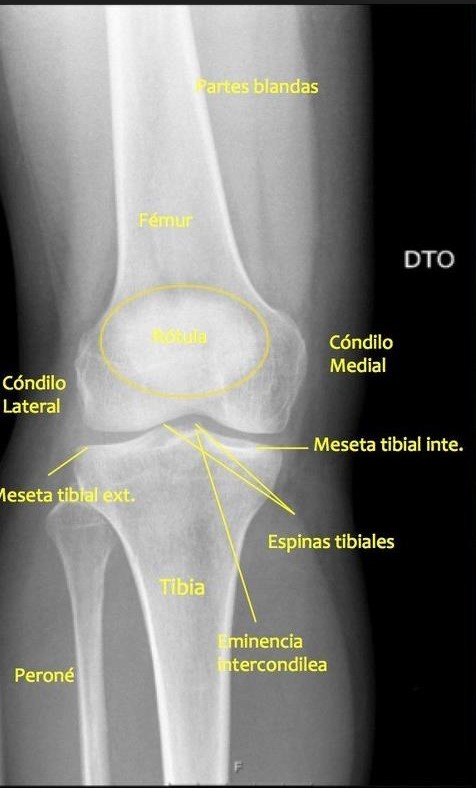 Partes blandas
Fémur
DTO
Rótula
Cóndilo
Medial
Cóndilo
Lateral
Meseta tibial inte.
Meseta tibial ext.
Espinas tibiales
Tibia
Eminencia
intercondilea
Peroné
F